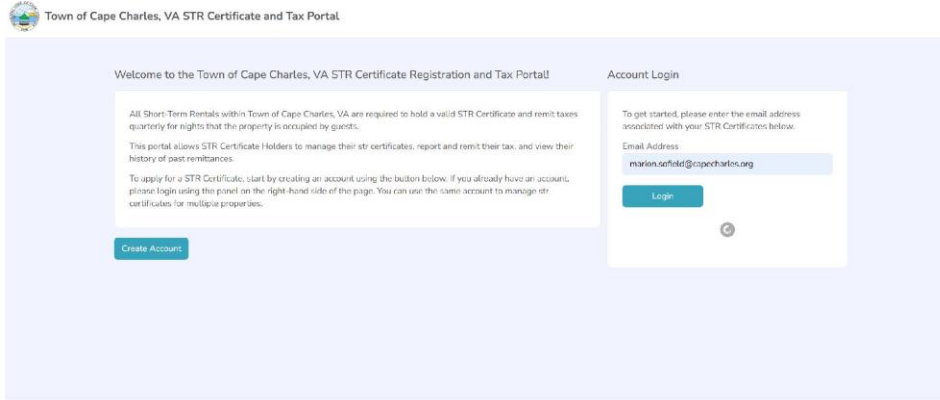 Town of Cape Charles, VA STR Certificate and Tax Portal
Welcome to the Town of Cape Charles, VA STR Certificate Registration and Tax Portal!
All Short-Term Rentals within Town of Cape Charles, VA are required to hold a valid STR Certificate and remit taxes
quarterly for nights that the property is occupied by guests.
This portal allows STR Certificate Holders to manage their str certificates, report and remit their tax, and view their
history of past remittances.
To apply for a STR Certificate, start by creating an account using the button below. If you already have an account,
please login using the panel on the right-hand side of the page. You can use the same account to manage str
certificates for multiple properties.
Create Account
Account Login
To get started, please enter the email address
associated with your STR Certificates below.
Email Address
marion.sofield@capecharles.org
Login